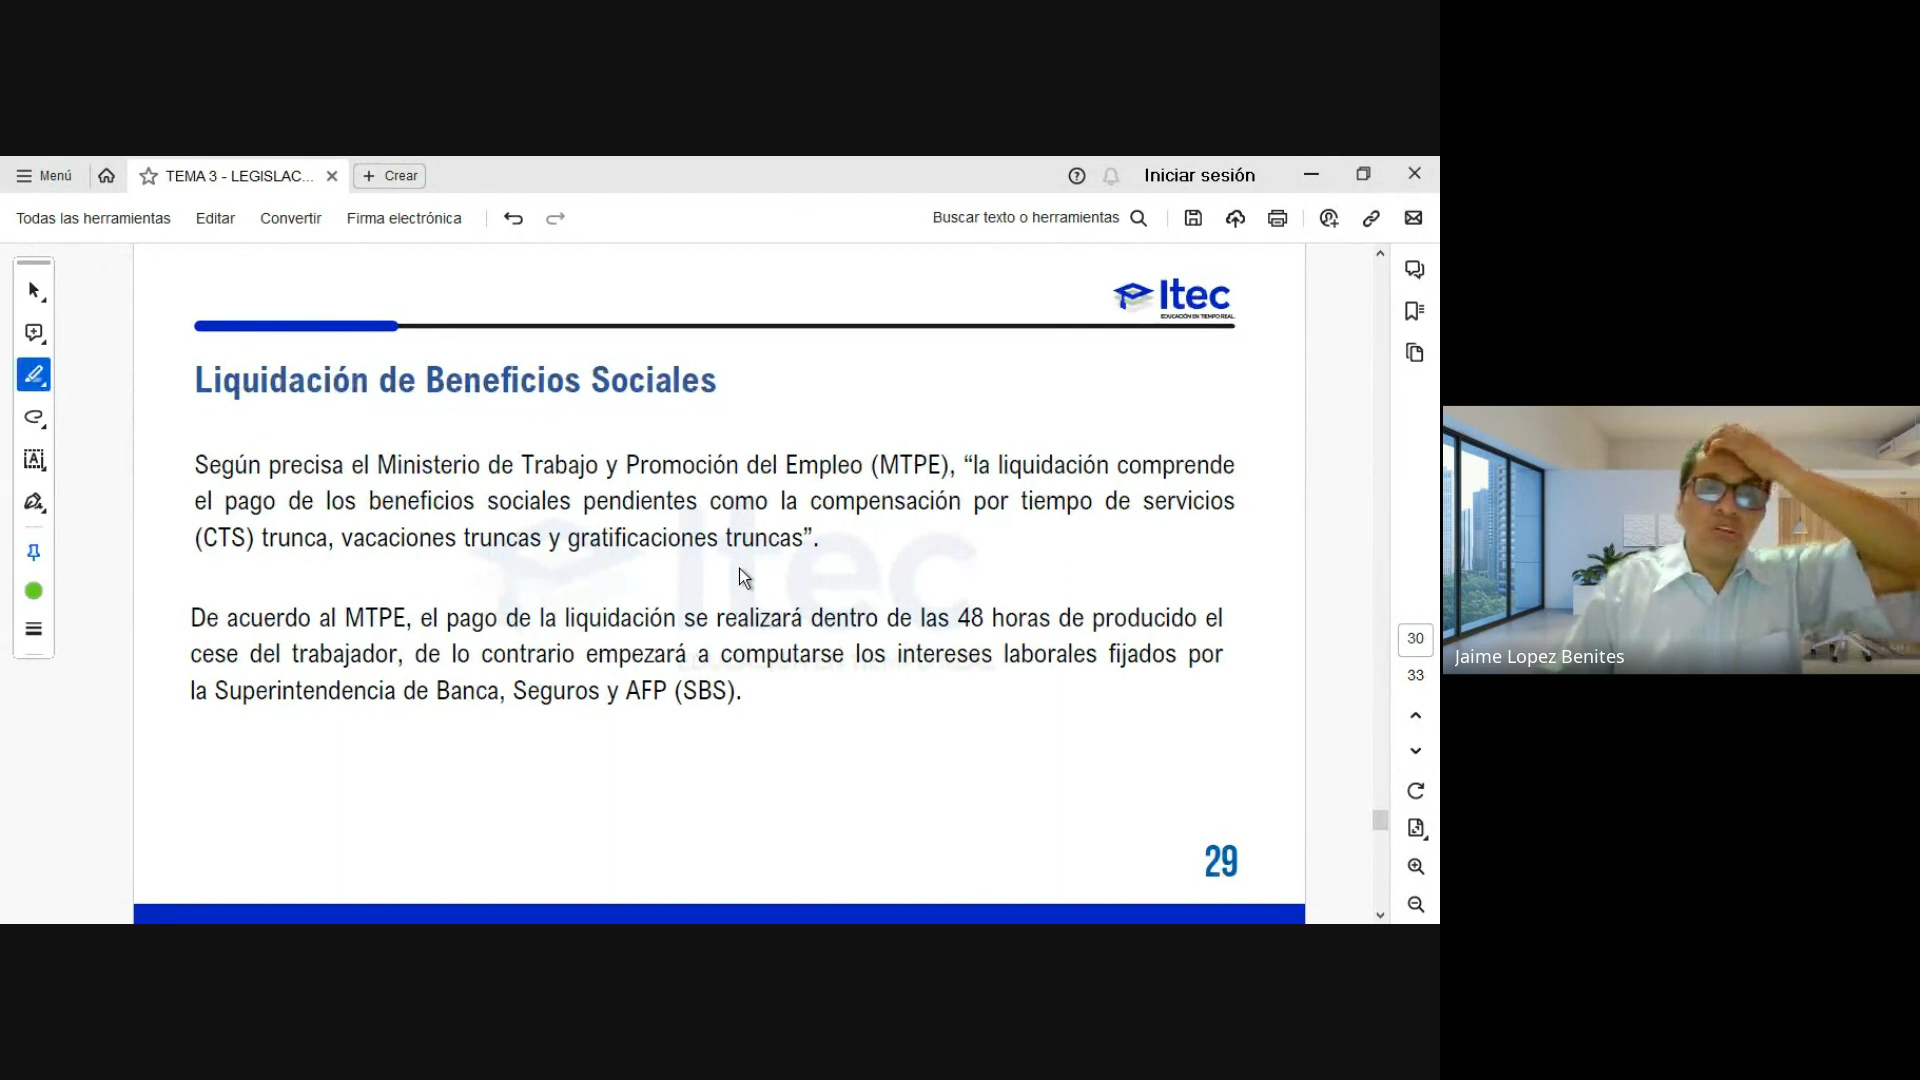 Menú
TEMA 3 - LEGISLAC...
Crear
Iniciar sesión
Todas las herramientas
Editar
Convertir
Firma electrónica
Buscar texto o herramientas
Itec
EDUCACIÓN EN TIEMPO REAL
Liquidación de Beneficios Sociales
Según precisa el Ministerio de Trabajo y Promoción del Empleo (MTPE), “la liquidación comprende
el pago de los beneficios sociales pendientes como la compensación por tiempo de servicios
(CTS) trunca, vacaciones truncas y gratificaciones truncas”.
De acuerdo al MTPE, el pago de la liquidación se realizará dentro de las 48 horas de producido el
cese del trabajador, de lo contrario empezará a computarse los intereses laborales fijados por
la Superintendencia de Banca, Seguros y AFP (SBS).
29
30
33
Jaime Lopez Benites